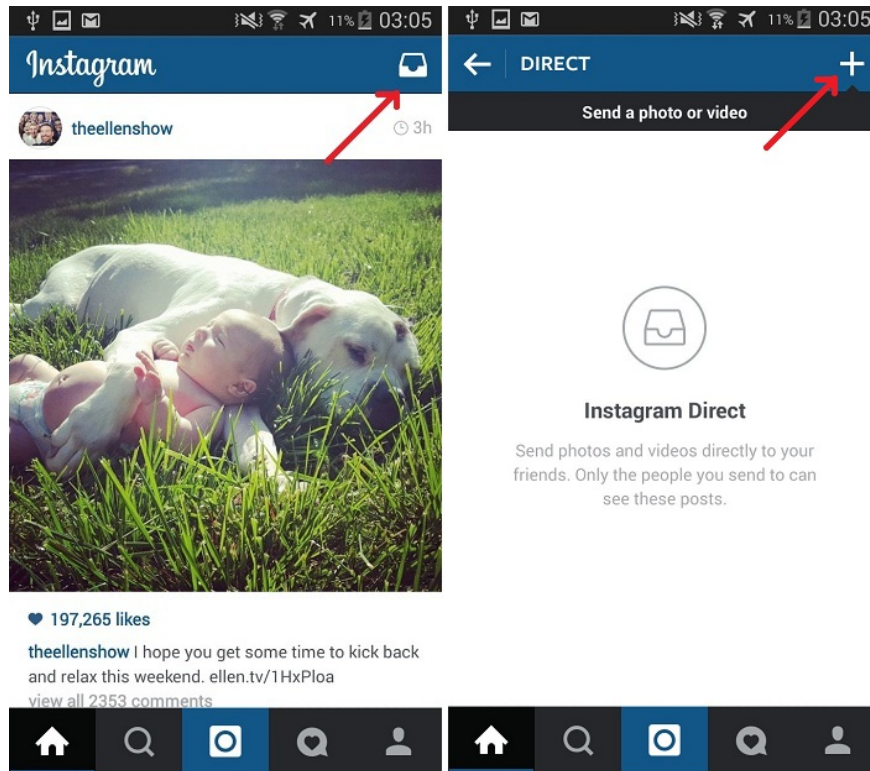 11% 03:05
Instagram
theellenshow
3h
197,265 likes
theellenshow I hope you get some time to kick back
and relax this weekend. ellen.tv/1HxPloa
view all 2353 comments
11% 03:05
DIRECT
Send a photo or video
Instagram Direct
Send photos and videos directly to your
friends. Only the people you send to can
see these posts.